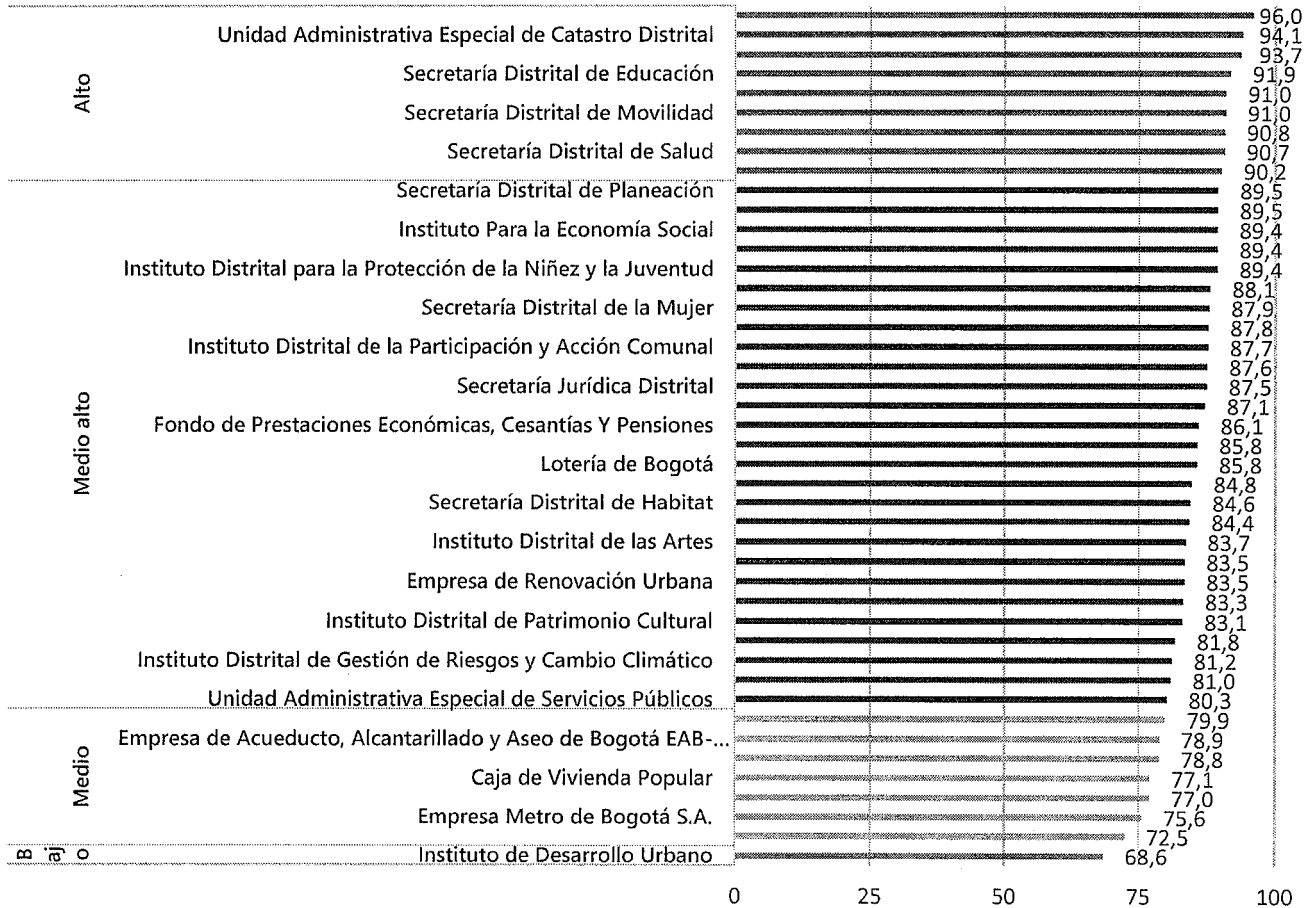 Alto
96,0
Unidad Administrativa Especial de Catastro Distrital 94,1
93,7
Secretaría Distrital de Educación 91,9
91,0
Secretaría Distrital de Movilidad 91,0
90,8
Secretaría Distrital de Salud 90,7
90,2
Medio alto
Secretaría Distrital de Planeación 89,5
89,5
Instituto Para la Economía Social 89,4
89,4
Instituto Distrital para la Protección de la Niñez y la Juventud 89,4
88,1
Secretaría Distrital de la Mujer 87,9
87,8
Instituto Distrital de la Participación y Acción Comunal 87,7
87,6
Secretaría Jurídica Distrital 87,5
87,1
Fondo de Prestaciones Económicas, Cesantías Y Pensiones 86,1
85,8
Lotería de Bogotá 85,8
84,8
Secretaría Distrital de Habitat 84,6
84,4
Instituto Distrital de las Artes 83,7
83,5
Empresa de Renovación Urbana 83,5
83,3
Instituto Distrital de Patrimonio Cultural 83,1
81,8
Instituto Distrital de Gestión de Riesgos y Cambio Climático 81,2
81,0
Unidad Administrativa Especial de Servicios Públicos 80,3
Medio
79,9
Empresa de Acueducto, Alcantarillado y Aseo de Bogotá EAB-... 78,9
78,8
Caja de Vivienda Popular 77,1
77,0
Empresa Metro de Bogotá S.A. 75,6
72,5
B
aj
o
Instituto de Desarrollo Urbano 68,6
0 25 50 75 100